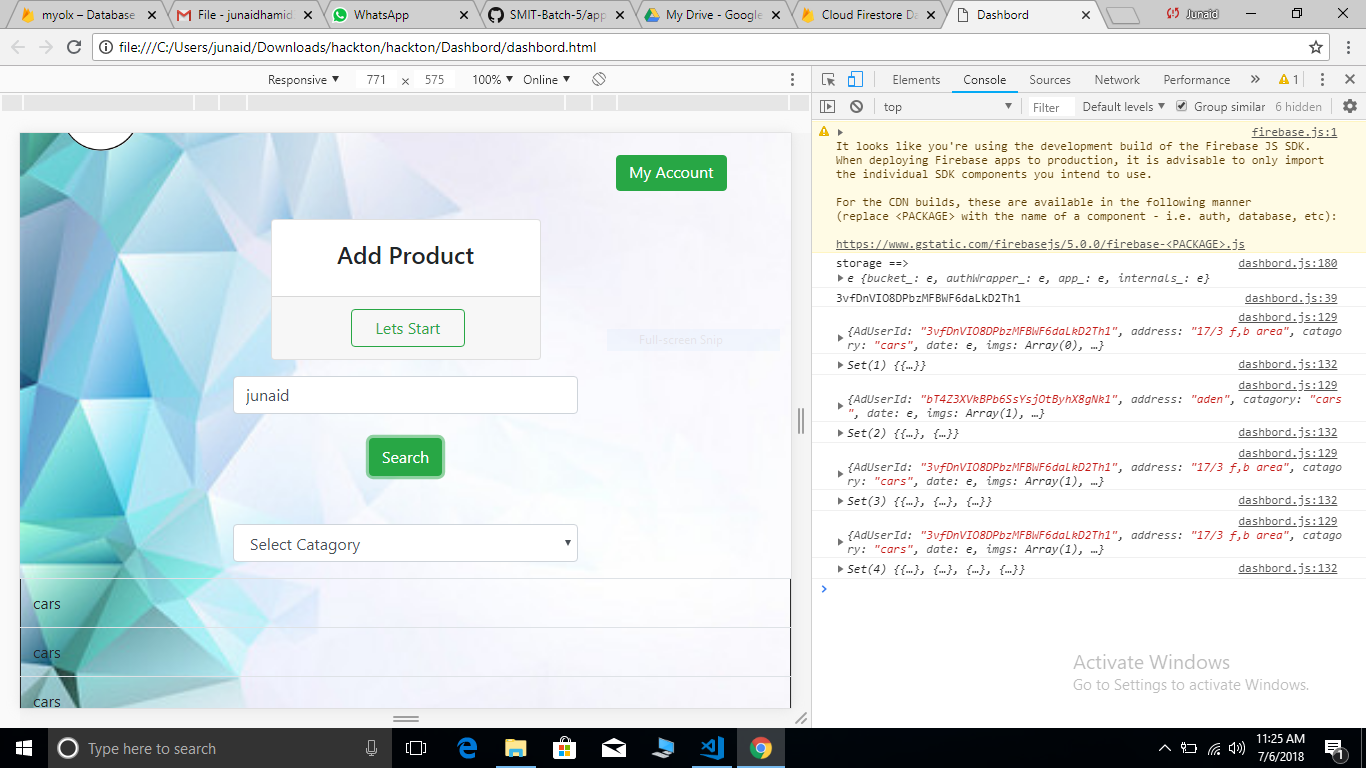 myolx – Database
File - junaidhamid
WhatsApp
SMIT-Batch-5/app
My Drive - Google
Cloud Firestore Da
Dashbord
Junaid
file:///C:/Users/junaid/Downloads/hackton/hackton/Dashbord/dashbord.html
Responsive ▼ 771 × 575 100% ▼ Online ▼
Elements Console Sources Network Performance » 1
top ▼ Filter Default levels ▼ Group similar 6 hidden
My Account
Add Product
Lets Start
Full-screen Snip
junaid
Search
Select Catagory
cars
cars
cars
firebase.js:1
It looks like you're using the development build of the Firebase JS SDK.
When deploying Firebase apps to production, it is advisable to only import
the individual SDK components you intend to use.
For the CDN builds, these are available in the following manner
(replace <PACKAGE> with the name of a component - i.e. auth, database, etc):
https://www.gstatic.com/firebasejs/5.0.0/firebase-<PACKAGE>.js
storage ==> dashbord.js:180
e {bucket_: e, authWrapper_: e, app_: e, internals_: e}
3vfDnVIO8DPbzMFBWF6daLkD2Th1 dashbord.js:39
dashbord.js:129
{AdUserId: "3vfDnVIO8DPbzMFBWF6daLkD2Th1", address: "17/3 f,b area", catago
ry: "cars", date: e, imgs: Array(0), …}
Set(1) {{…}} dashbord.js:132
dashbord.js:129
{AdUserId: "bT4Z3XVkBPb6SsYsjOtByhX8gNk1", address: "aden", catagory: "cars
", date: e, imgs: Array(1), …}
Set(2) {{…}, {…}} dashbord.js:132
dashbord.js:129
{AdUserId: "3vfDnVIO8DPbzMFBWF6daLkD2Th1", address: "17/3 f,b area", catago
ry: "cars", date: e, imgs: Array(1), …}
Set(3) {{…}, {…}, {…}} dashbord.js:132
dashbord.js:129
{AdUserId: "3vfDnVIO8DPbzMFBWF6daLkD2Th1", address: "17/3 f,b area", catago
ry: "cars", date: e, imgs: Array(1), …}
Set(4) {{…}, {…}, {…}, {…}} dashbord.js:132
Activate Windows
Go to Settings to activate Windows.
Type here to search
11:25 AM
7/6/2018
1